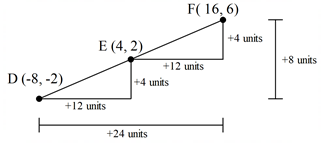 F( 16, 6)
+4 units
E (4, 2)
+12 units
+8 units
+4 units
D (-8, -2)
+12 units
+24 units